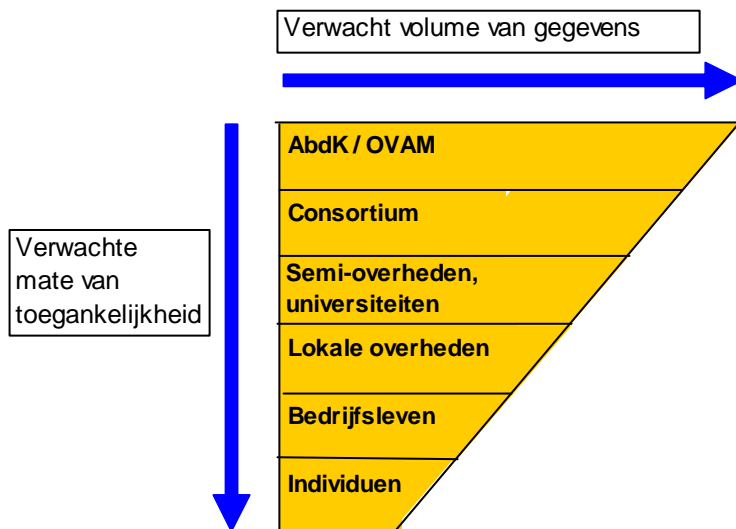 Verwacht volume van gegevens
AbdK / OVAM
Consortium
Verwachte
mate van
toegankelijkheid
Semi-overheden,
universiteiten
Lokale overheden
Bedrijfsleven
Individuen